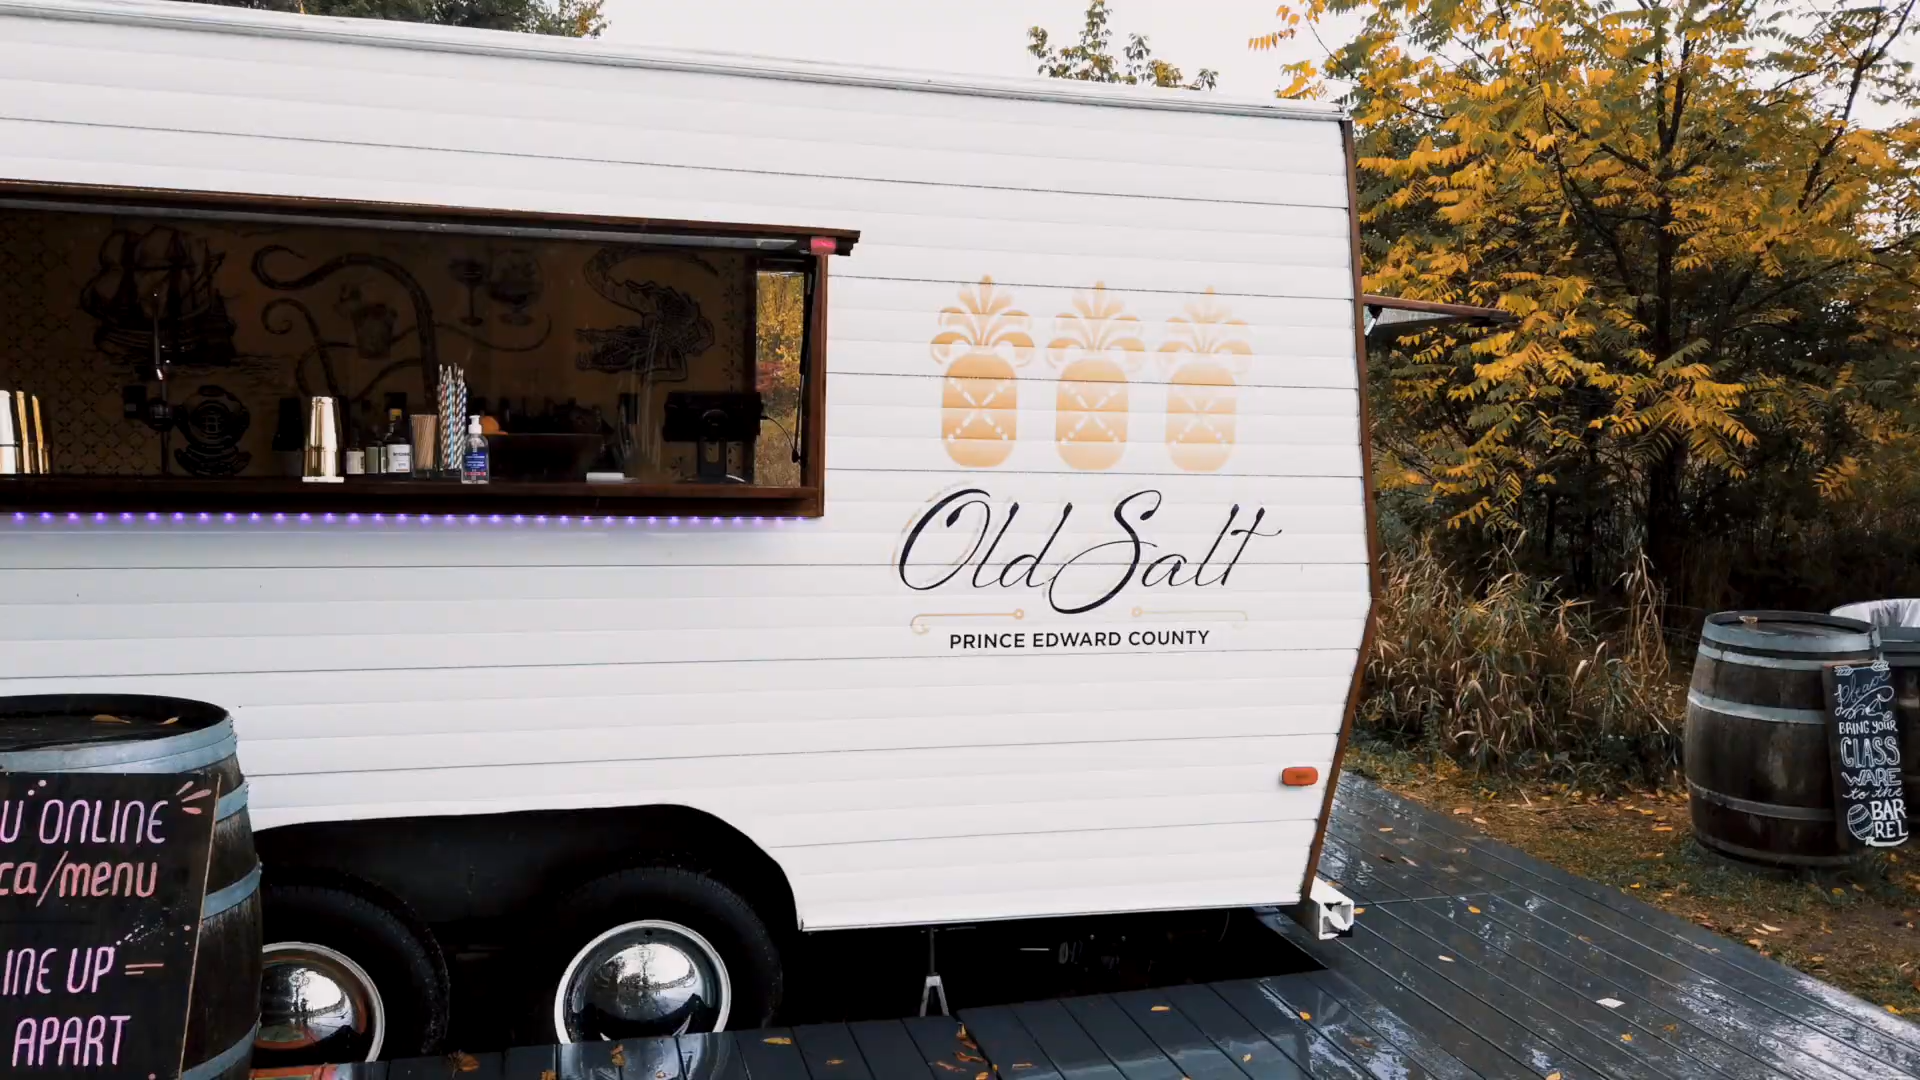 Old Salt
PRINCE EDWARD COUNTY
U ONLINE
ca/menu
INE UP
APART
Please
BRING YOUR
GLASS
WARE
to the
BAR
REL